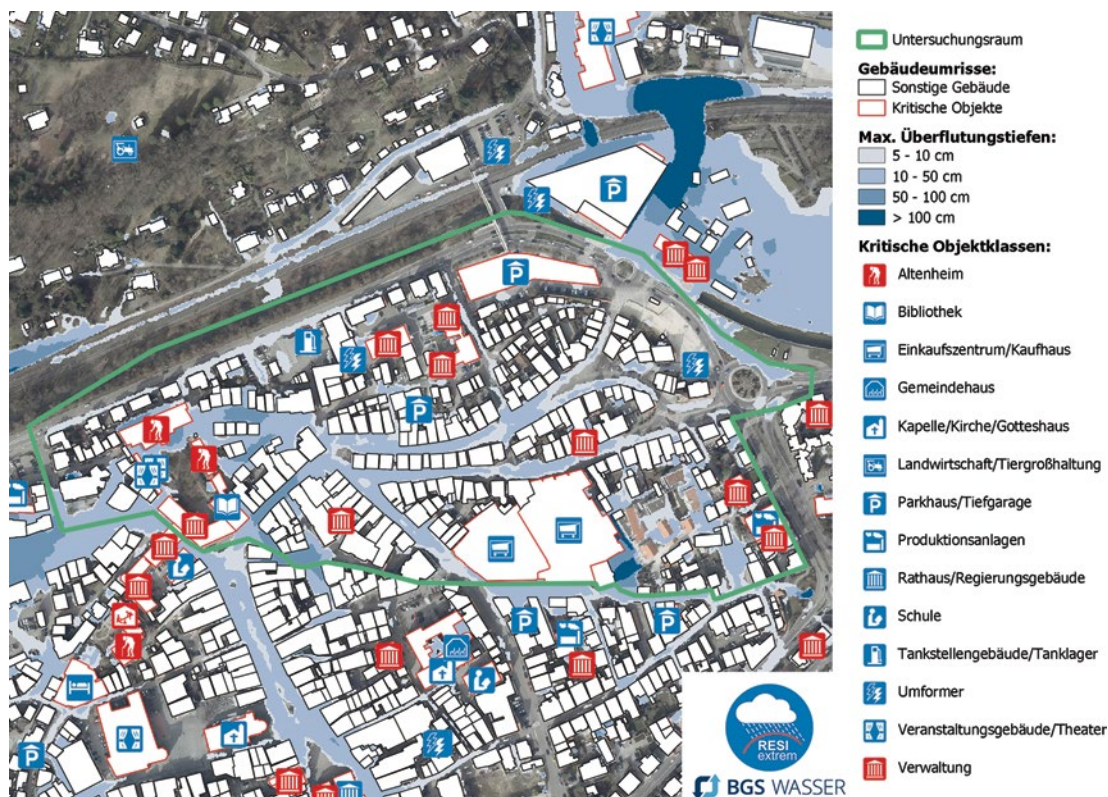 Untersuchungsraum
Gebäudeumrisse:
Sonstige Gebäude
Kritische Objekte
Max. Überflutungstiefen:
5 - 10 cm
10 - 50 cm
50 - 100 cm
> 100 cm
Kritische Objektklassen:
Altenheim
Bibliothek
Einkaufszentrum/Kaufhaus
Gemeindehaus
Kapelle/Kirche/Gotteshaus
Landwirtschaft/Tiergroßhaltung
Parkhaus/Tiefgarage
Produktionsanlagen
Rathaus/Regierungsgebäude
Schule
Tankstellengebäude/Tanklager
Umformer
Veranstaltungsgebäude/Theater
Verwaltung
RESI
extrem
BGS WASSER